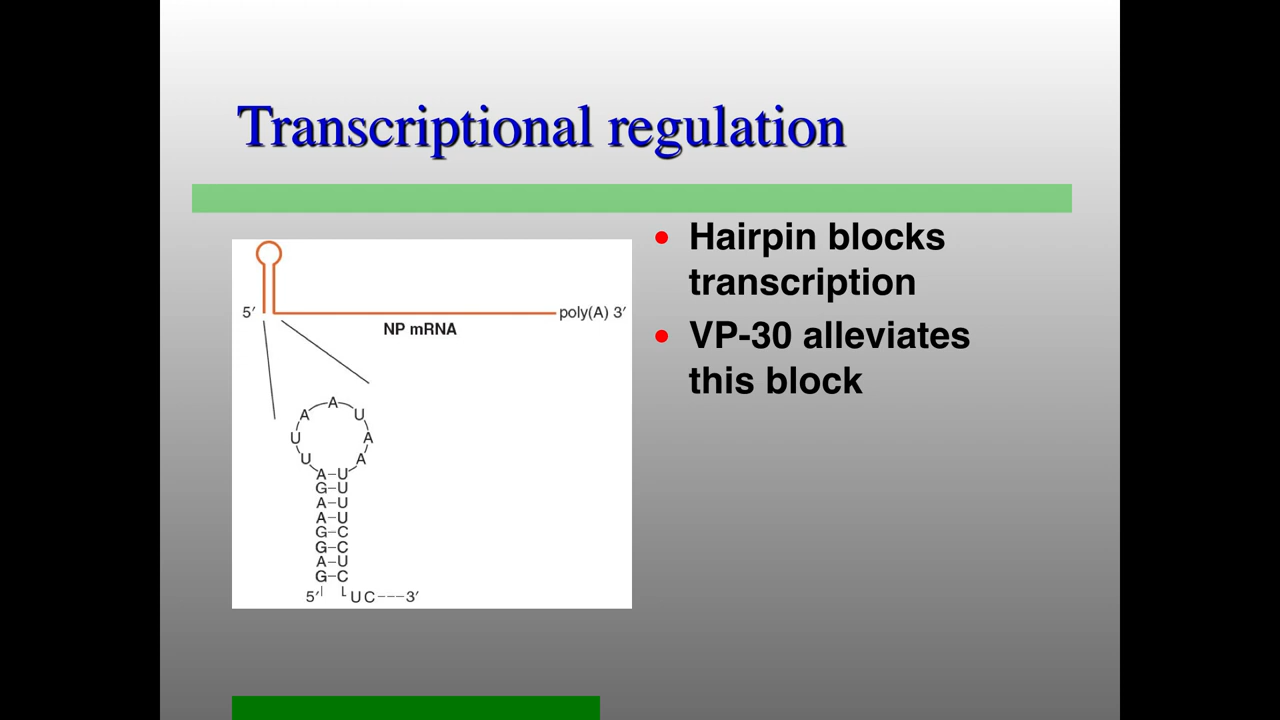 Transcriptional regulation
• Hairpin blocks
transcription
• VP-30 alleviates
this block
5′ poly(A) 3′
NP mRNA
A
A U
U A
U A
A–U
G–U
A–U
A–U
G–C
G–C
A–U
G–C
5′ UC---3′